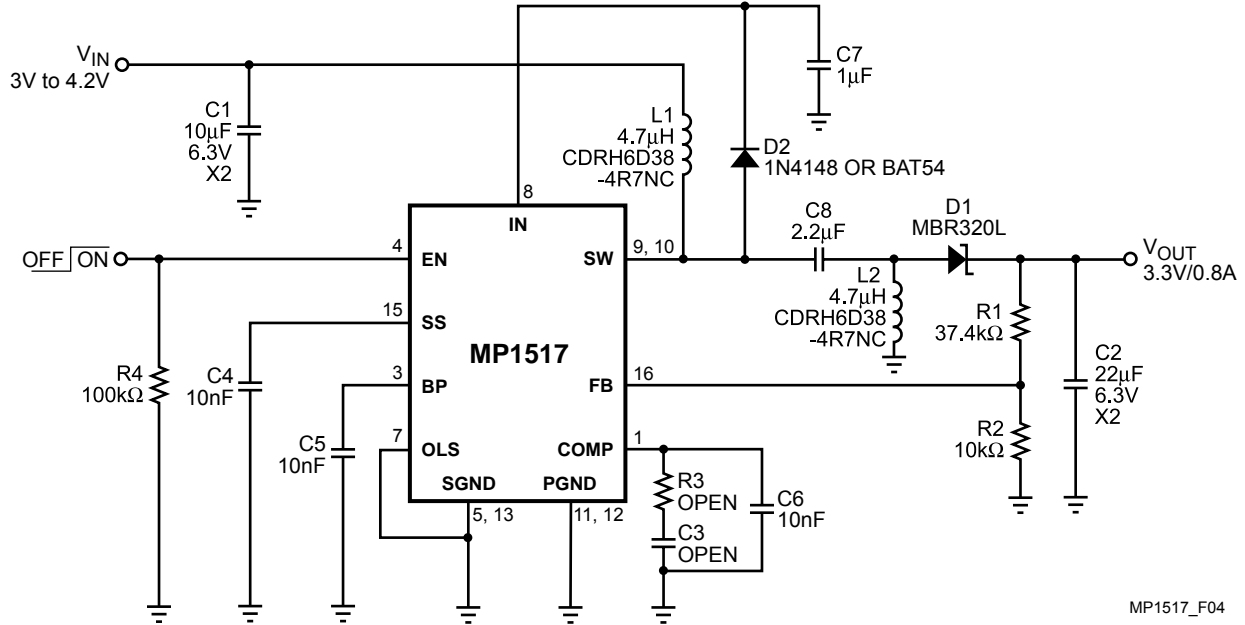 V_IN
3V to 4.2V
C1
10μF
6.3V
X2
C7
1μF
L1
4.7μH
CDRH6D38
-4R7NC
D2
1N4148 OR BAT54
8
IN
OFF ON
4
EN
SW
9, 10
C8
2.2μF
D1
MBR320L
V_OUT
3.3V/0.8A
L2
4.7μH
CDRH6D38
-4R7NC
R1
37.4kΩ
15
SS
MP1517
R4
100kΩ
C4
10nF
3
BP
FB
16
C2
22μF
6.3V
X2
C5
10nF
7
OLS
COMP
1
R2
10kΩ
SGND
PGND
5, 13
11, 12
R3
OPEN
C3
OPEN
C6
10nF
MP1517_F04